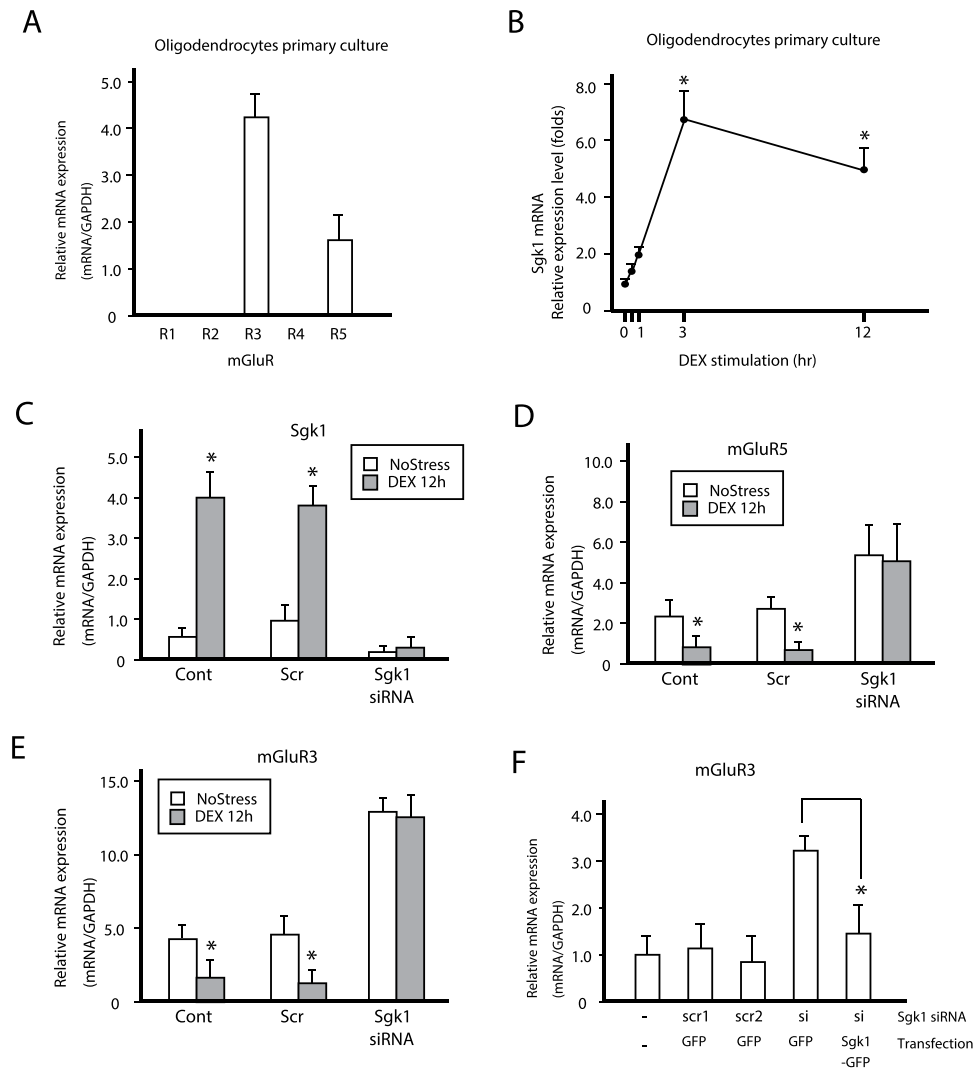 A
Oligodendrocytes primary culture
Relative mRNA expression
(mRNA/GAPDH)
5.0
4.0
3.0
2.0
1.0
0
R1 R2 R3 R4 R5
mGluR
B
Oligodendrocytes primary culture
Sgk1 mRNA
Relative expression level (folds)
8.0
6.0
4.0
2.0
0
*
*
0 1 3 12
DEX stimulation (hr)
C
Sgk1
NoStress
DEX 12h
Relative mRNA expression
(mRNA/GAPDH)
5.0
4.0
3.0
2.0
1.0
0
*
*
Cont Scr Sgk1
siRNA
D
mGluR5
NoStress
DEX 12h
Relative mRNA expression
(mRNA/GAPDH)
10.0
8.0
6.0
4.0
2.0
0
*
*
Cont Scr Sgk1
siRNA
E
mGluR3
NoStress
DEX 12h
Relative mRNA expression
(mRNA/GAPDH)
15.0
10.0
5.0
0
*
*
Cont Scr Sgk1
siRNA
F
mGluR3
Relative mRNA expression
(mRNA/GAPDH)
4.0
3.0
2.0
1.0
0
*
- scr1 scr2 si si Sgk1 siRNA
- GFP GFP GFP Sgk1 Transfection
-GFP